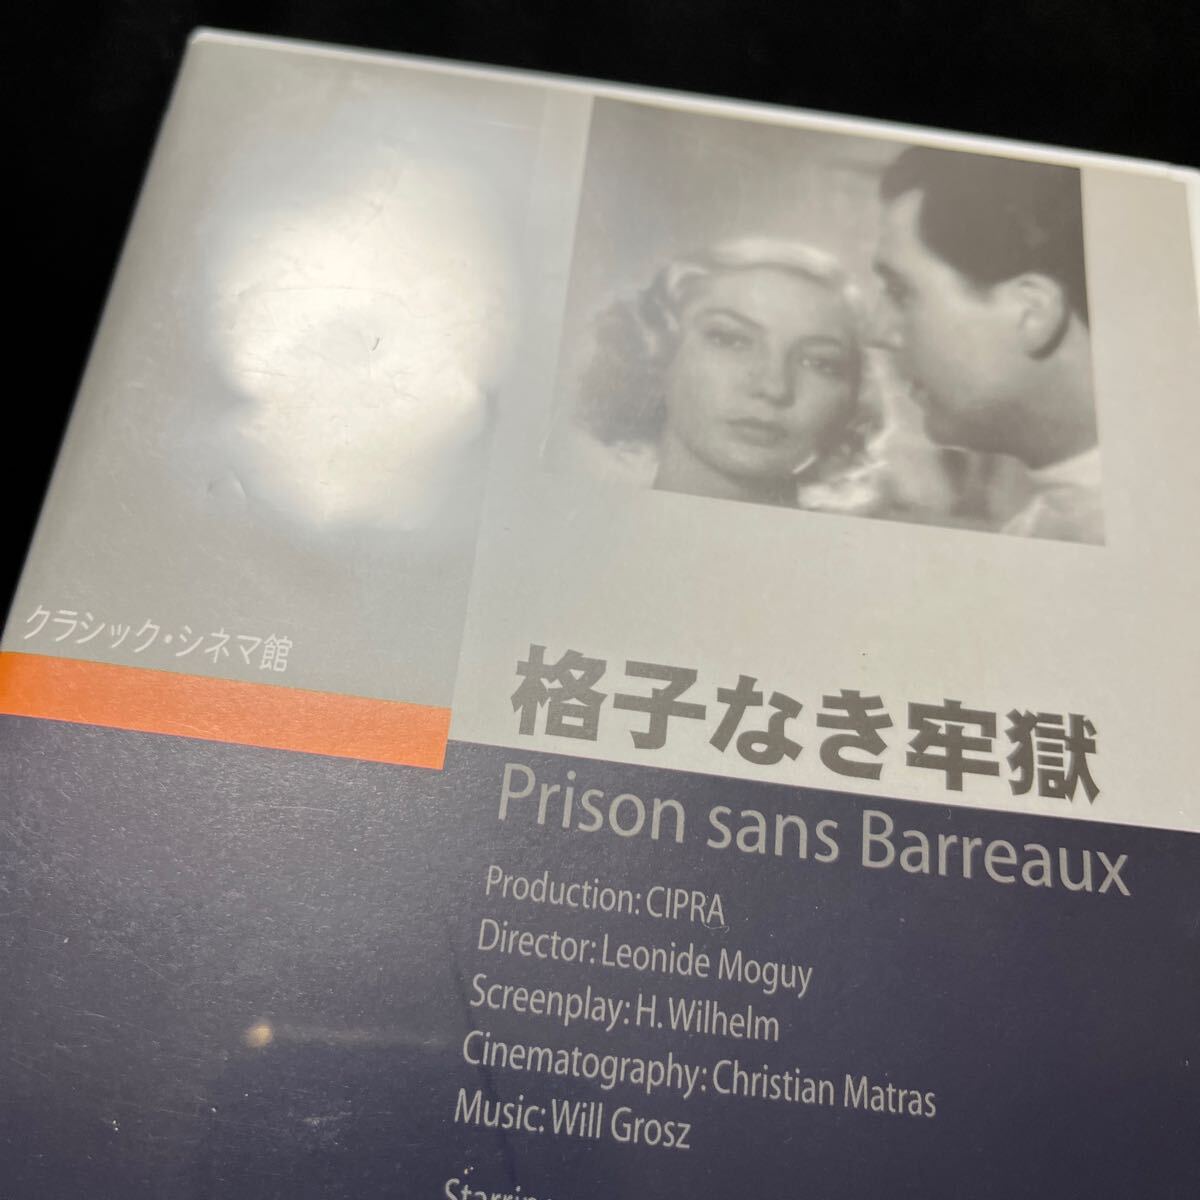 クラシック・シネマ館
格子なき牢獄
Prison sans Barreaux
Production: CIPRA
Director: Leonide Moguy
Screenplay: H. Wilhelm
Cinematography: Christian Matras
Music: Will Grosz